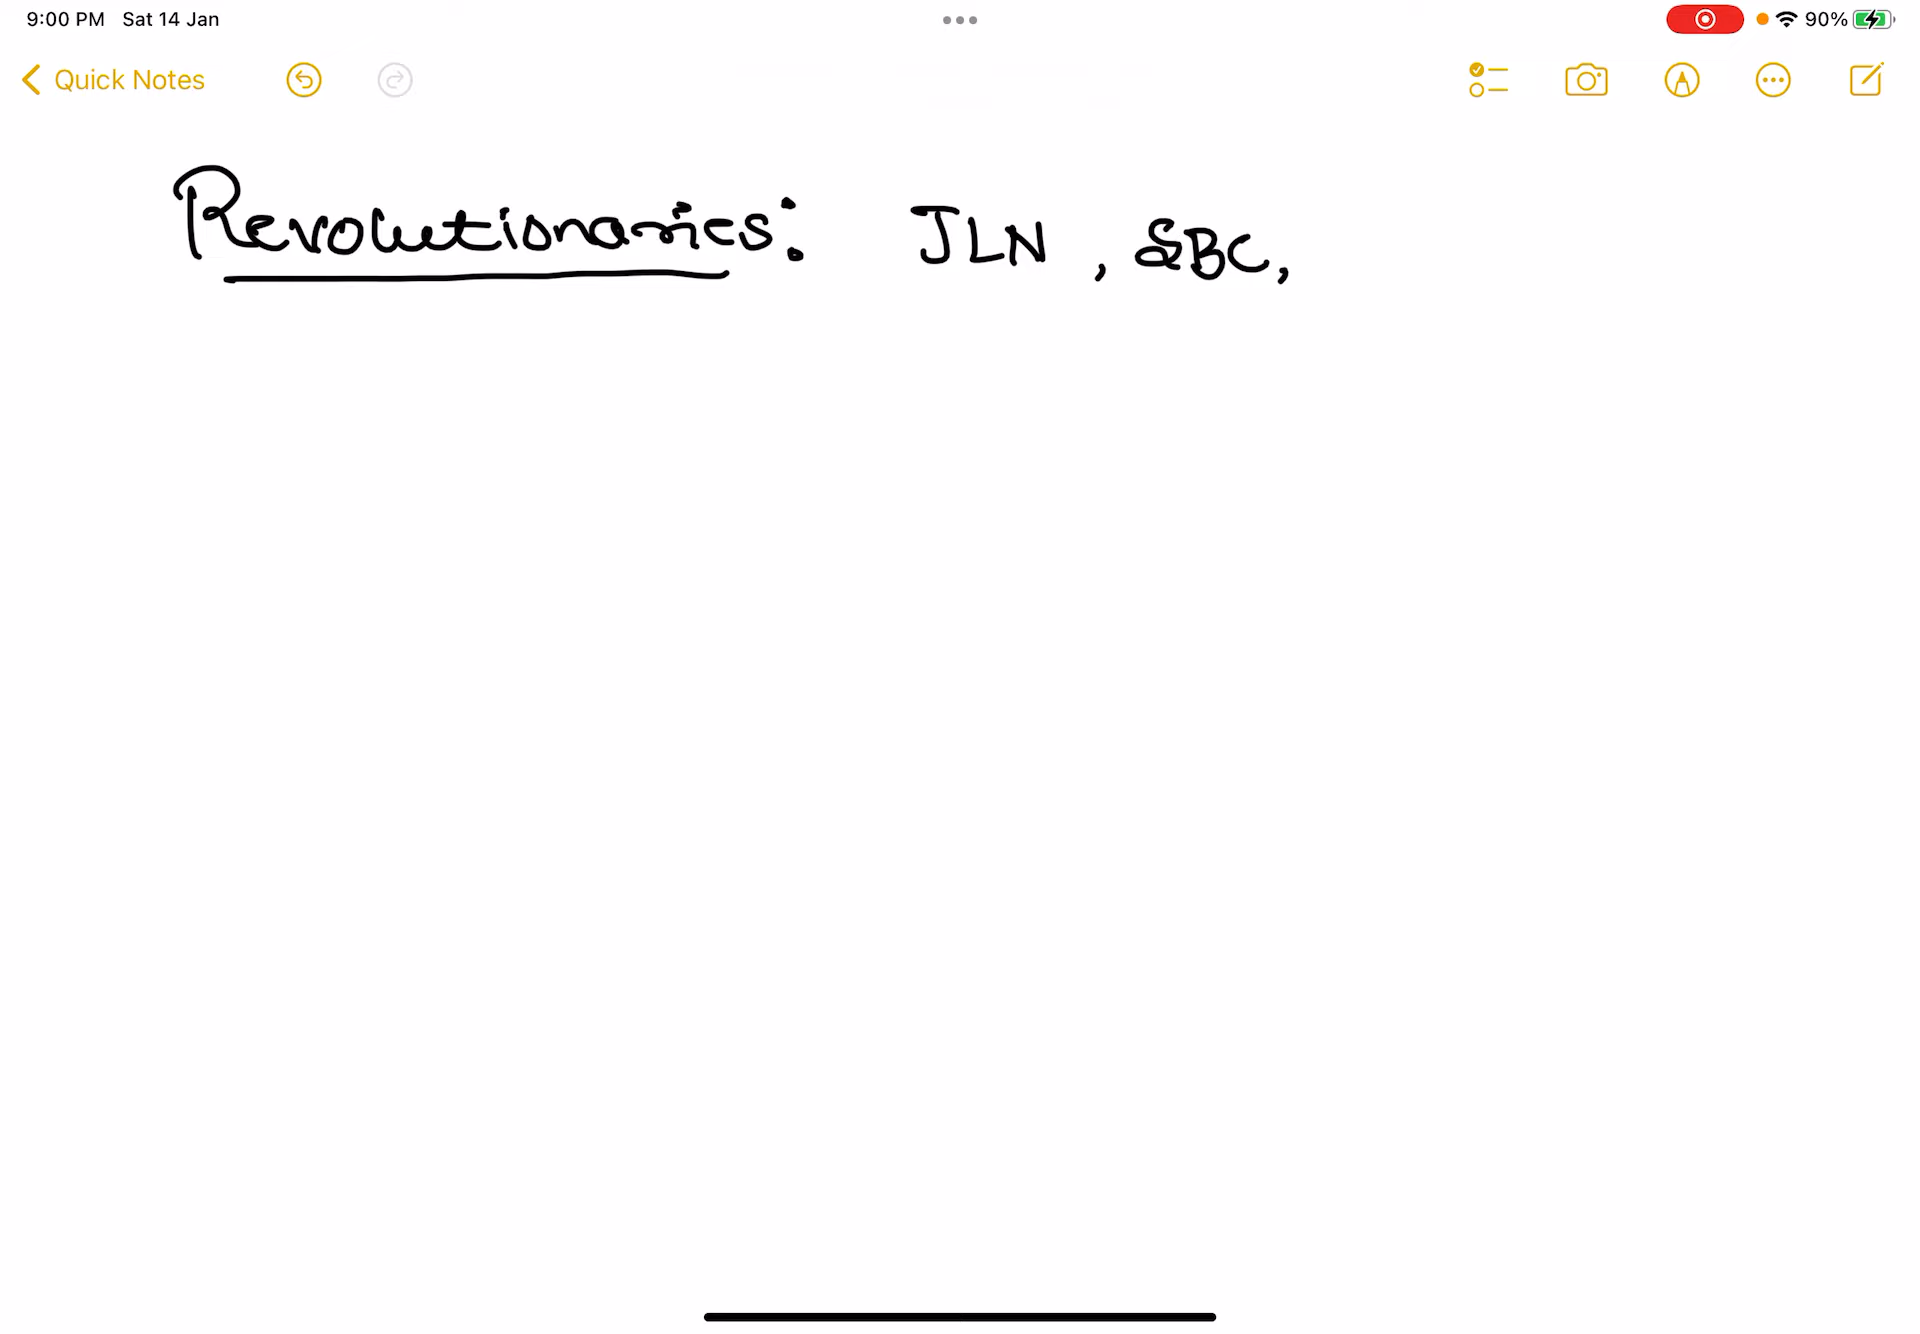 9:00 PM Sat 14 Jan 90%
Quick Notes
Revolutionaries: JLN, SBC,